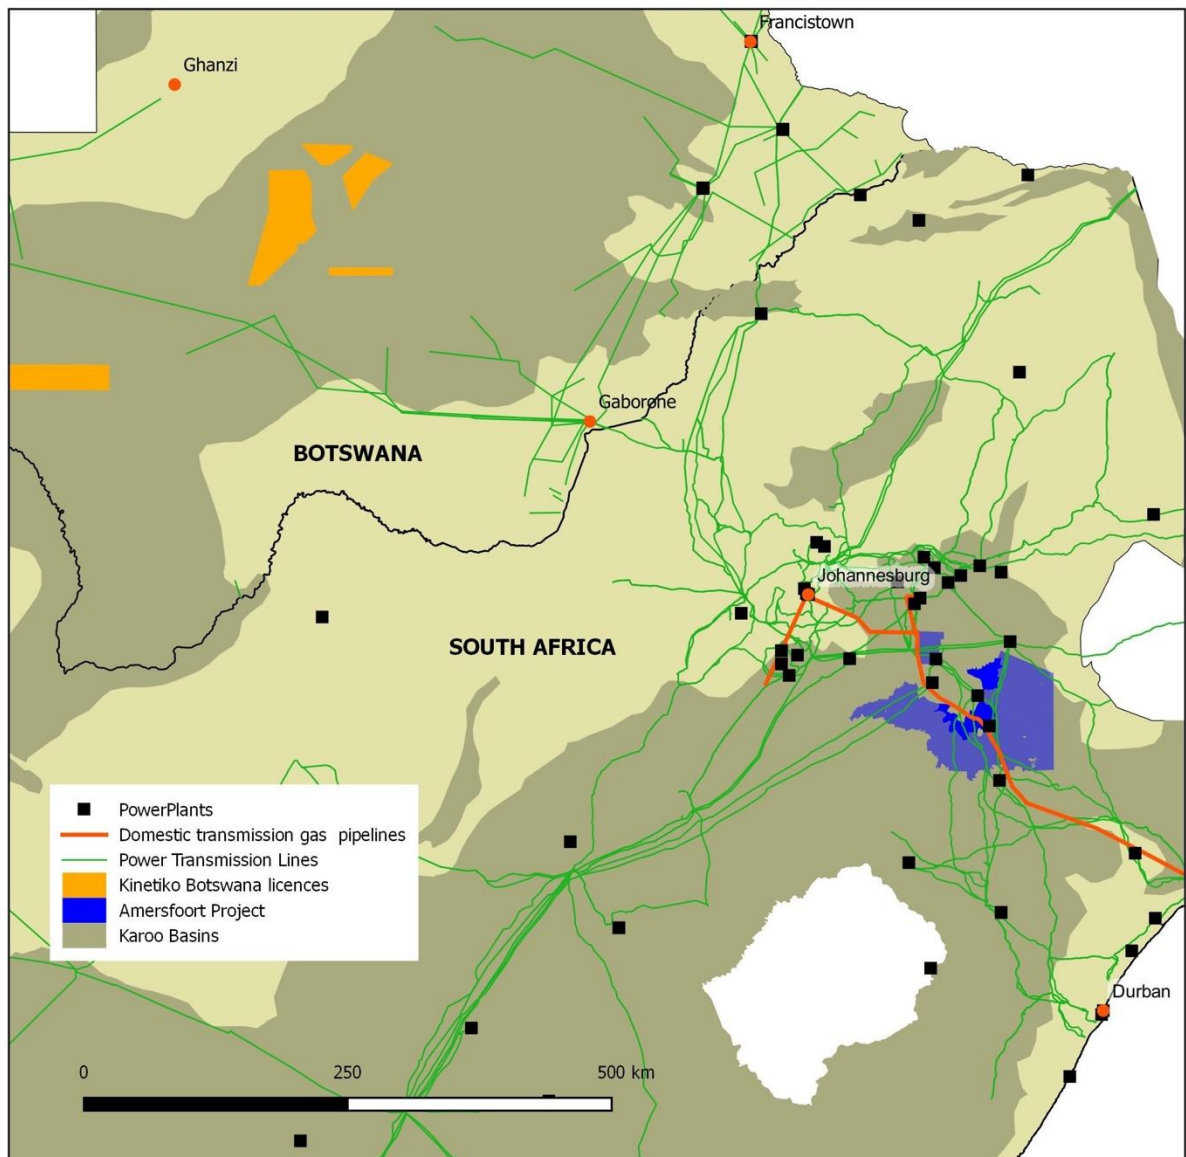 Francistown
Ghanzi
Gaborone
BOTSWANA
Johannesburg
SOUTH AFRICA
PowerPlants
Domestic transmission gas pipelines
Power Transmission Lines
Kinetiko Botswana licences
Amersfoort Project
Karoo Basins
Durban
0 250 500 km